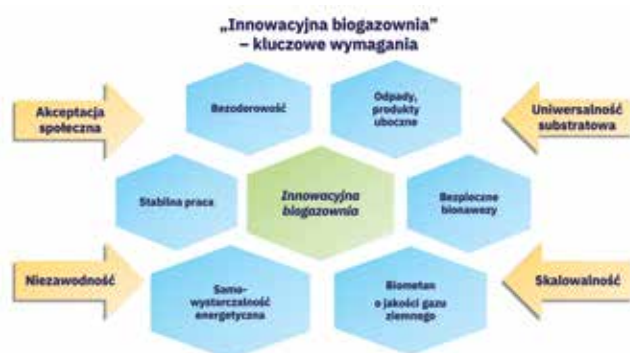 „Innowacyjna biogazownia”
– kluczowe wymagania
Akceptacja
społeczna
Bezodorowość
Odpady,
produkty
uboczne
Uniwersalność
substratowa
Stabilna praca
Innowacyjna
biogazownia
Bezpieczne
bionawozy
Niezawodność
Samo-
wystarczalność
energetyczna
Biometan
o jakości gazu
ziemnego
Skalowalność